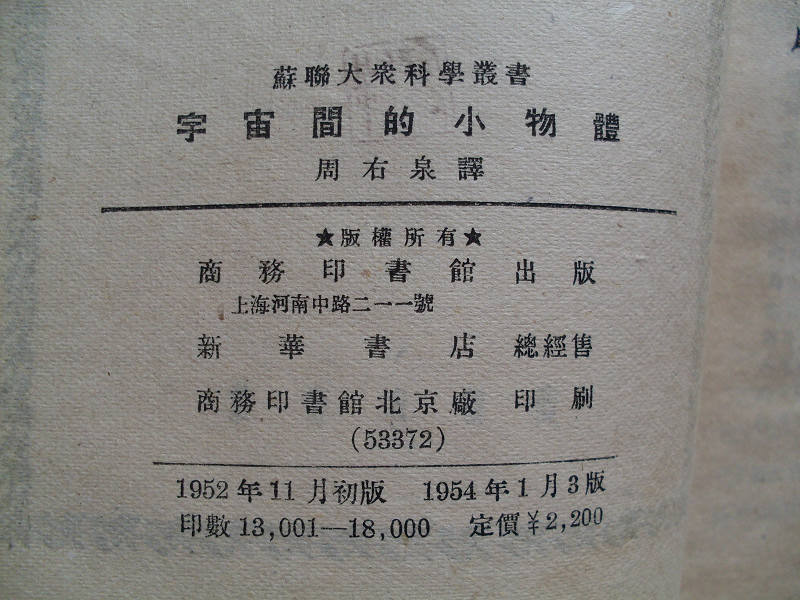 蘇聯大衆科學叢書
宇宙間的小物體
周右泉譯
★版權所有★
商務印書館出版
上海河南中路二一一號
新華書店總經售
商務印書館北京廠印刷
(53372)
1952年11月初版 1954年1月3版
印數13,001—18,000 定價¥2,200